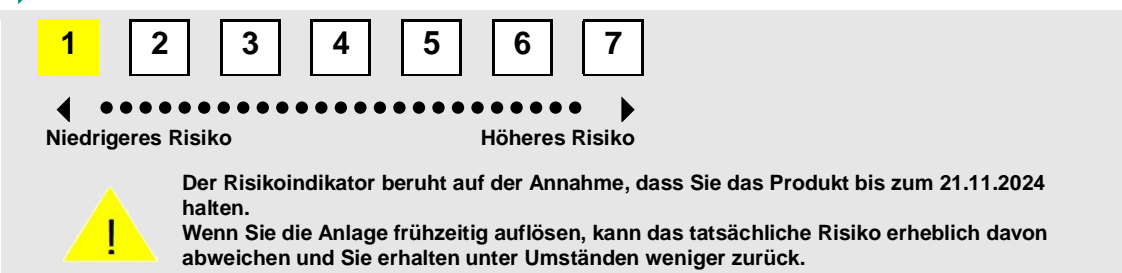 1 2 3 4 5 6 7
Niedrigeres Risiko Höheres Risiko
Der Risikoindikator beruht auf der Annahme, dass Sie das Produkt bis zum 21.11.2024
halten.
Wenn Sie die Anlage frühzeitig auflösen, kann das tatsächliche Risiko erheblich davon
abweichen und Sie erhalten unter Umständen weniger zurück.
!